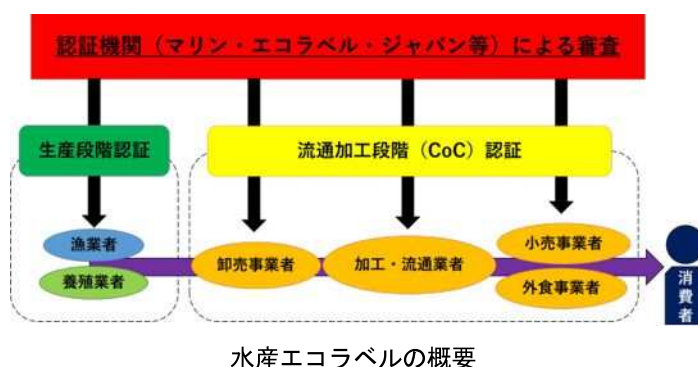 認証機関（マリン・エコラベル・ジャパン等）による審査
生産段階認証
流通加工段階（CoC）認証
漁業者
養殖業者
卸売事業者
加工・流通業者
小売事業者
外食事業者
消費者
水産エコラベルの概要